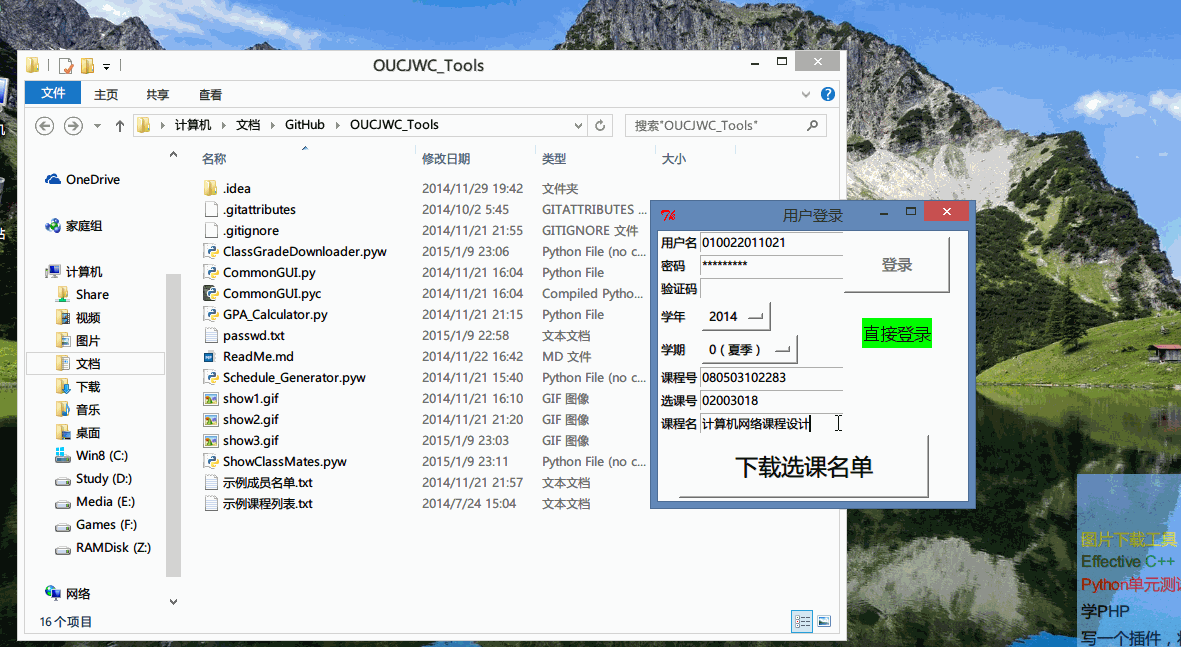 OUCJWC_Tools
文件 主页 共享 查看
计算机 文档 GitHub OUCJWC_Tools
搜索"OUCJWC_Tools"
OneDrive
家庭组
计算机
Share
视频
图片
文档
下载
音乐
桌面
Win8 (C:)
Study (D:)
Media (E:)
Games (F:)
RAMDisk (Z:)
网络
名称 修改日期 类型 大小
.idea 2014/11/29 19:42 文件夹
.gitattributes 2014/10/2 5:45 GITATTRIBUTES ...
.gitignore 2014/11/21 21:55 GITIGNORE 文件
ClassGradeDownloader.pyw 2015/1/9 23:06 Python File (no c...
CommonGUI.py 2014/11/21 16:04 Python File
CommonGUI.pyc 2014/11/21 16:04 Compiled Pytho...
GPA_Calculator.py 2014/11/21 21:15 Python File
passwd.txt 2015/1/9 22:58 文本文档
ReadMe.md 2014/11/22 16:42 MD 文件
Schedule_Generator.pyw 2014/11/21 15:40 Python File (no c...
show1.gif 2014/11/21 16:10 GIF 图像
show2.gif 2014/11/21 21:20 GIF 图像
show3.gif 2015/1/9 23:03 GIF 图像
ShowClassMates.pyw 2015/1/9 23:11 Python File (no c...
示例成员名单.txt 2014/11/21 21:57 文本文档
示例课程列表.txt 2014/7/24 15:04 文本文档
16 个项目
用户登录
用户名 010022011021
密码 *********
登录
验证码
学年 2014
直接登录
学期 0 ( 夏季 )
课程号 080503102283
选课号 02003018
课程名 计算机网络课程设计
下载选课名单
图片下载工具
Effective C++
Python单元测
学PHP
写一个插件，